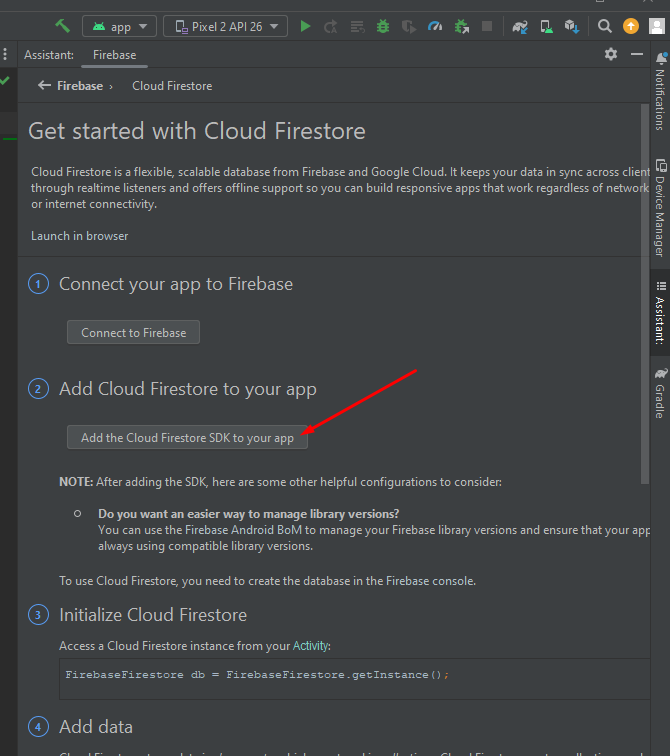 app
Pixel 2 API 26
Assistant: Firebase
Firebase › Cloud Firestore
Get started with Cloud Firestore
Cloud Firestore is a flexible, scalable database from Firebase and Google Cloud. It keeps your data in sync across client
through realtime listeners and offers offline support so you can build responsive apps that work regardless of network
or internet connectivity.
Launch in browser
1 Connect your app to Firebase
Connect to Firebase
2 Add Cloud Firestore to your app
Add the Cloud Firestore SDK to your app
NOTE: After adding the SDK, here are some other helpful configurations to consider:
Do you want an easier way to manage library versions?
You can use the Firebase Android BoM to manage your Firebase library versions and ensure that your app
always using compatible library versions.
To use Cloud Firestore, you need to create the database in the Firebase console.
3 Initialize Cloud Firestore
Access a Cloud Firestore instance from your Activity:
FirebaseFirestore db = FirebaseFirestore.getInstance();
4 Add data
Notifications
Device Manager
Assistant:
Gradle